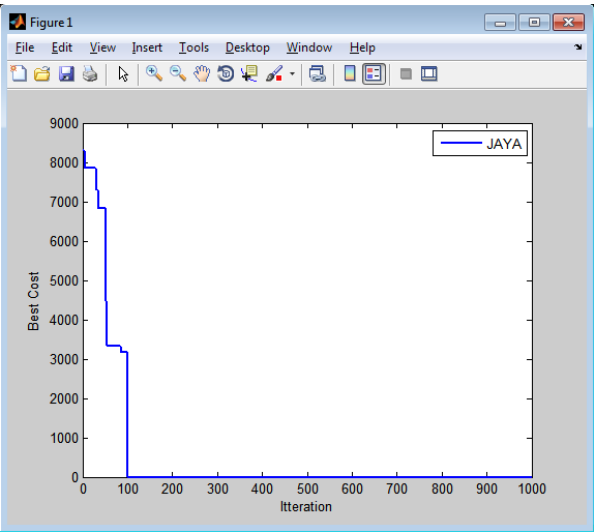 Figure 1
File Edit View Insert Tools Desktop Window Help
9000
8000
7000
6000
5000
4000
3000
2000
1000
0
Best Cost
JAYA
0 100 200 300 400 500 600 700 800 900 1000
Itteration